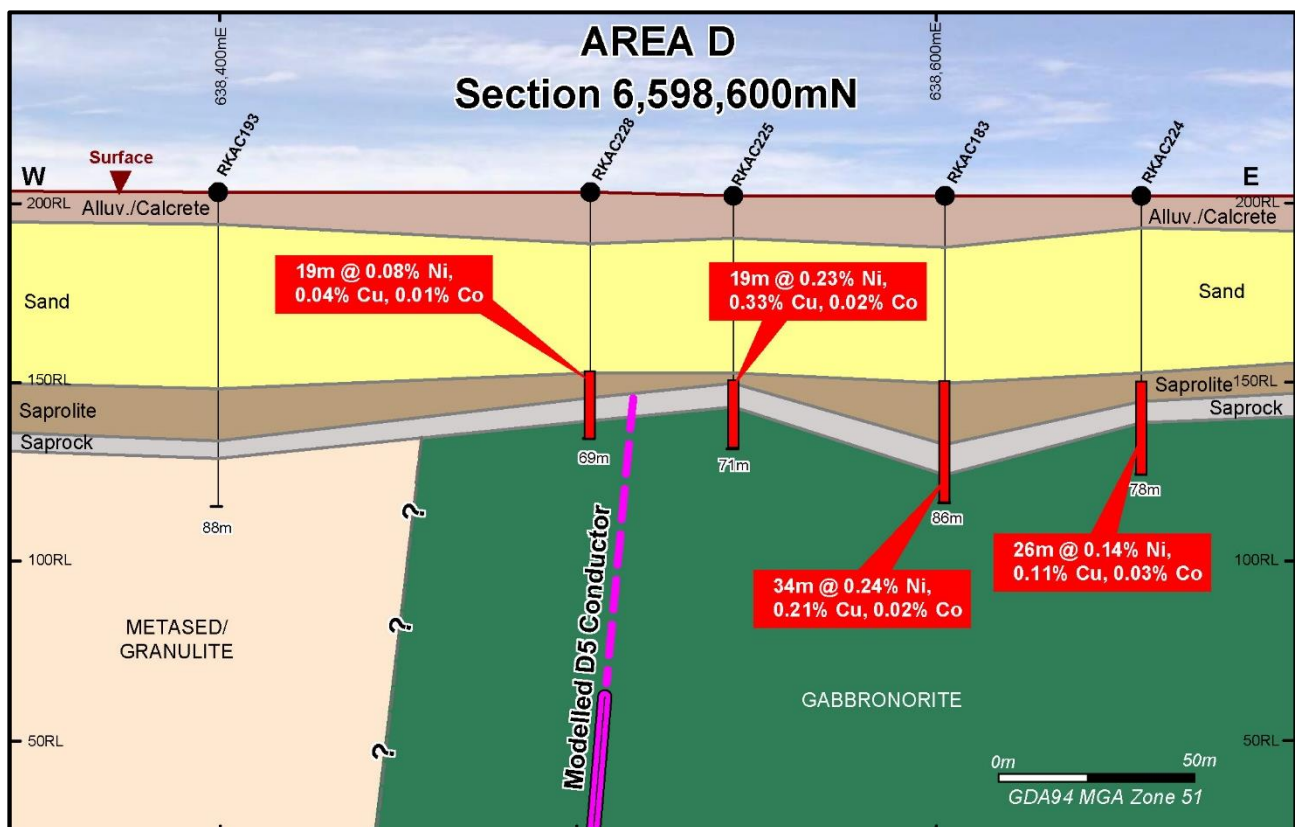 AREA D
Section 6,598,600mN
638,400mE
638,600mE
RKAC193
RKAC228
RKAC225
RKAC183
RKAC224
Surface
W
E
200RL
200RL
Alluv./Calcrete
Alluv./Calcrete
19m @ 0.08% Ni,
0.04% Cu, 0.01% Co
19m @ 0.23% Ni,
0.33% Cu, 0.02% Co
Sand
Sand
150RL
150RL
Saprolite
Saprolite
Saprock
Saprock
69m
71m
88m
86m
78m
?
?
?
100RL
100RL
34m @ 0.24% Ni,
0.21% Cu, 0.02% Co
26m @ 0.14% Ni,
0.11% Cu, 0.03% Co
METASED/
GRANULITE
Modelled D5 Conductor
GABBRONORITE
50RL
50RL
0m
50m
GDA94 MGA Zone 51